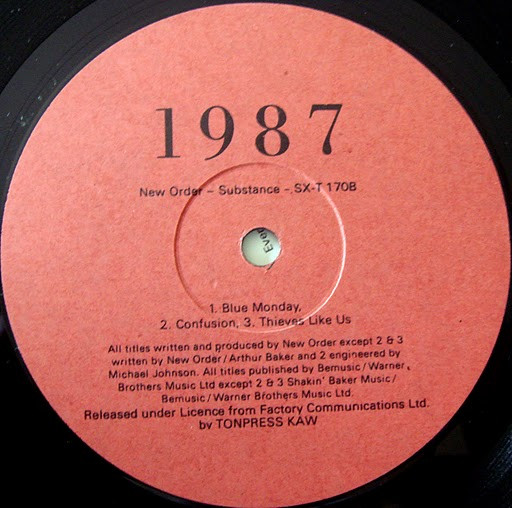 1987
New Order – Substance – SX-T 170B
Ever
1. Blue Monday,
2. Confusion, 3. Thieves Like Us
All titles written and produced by New Order except 2 & 3
written by New Order / Arthur Baker and 2 engineered by
Michael Johnson. All titles published by Bemusic / Warner
Brothers Music Ltd except 2 & 3 Shakin' Baker Music /
Bemusic / Warner Brothers Music Ltd.
Released under Licence from Factory Communications Ltd.
by TONPRESS KAW